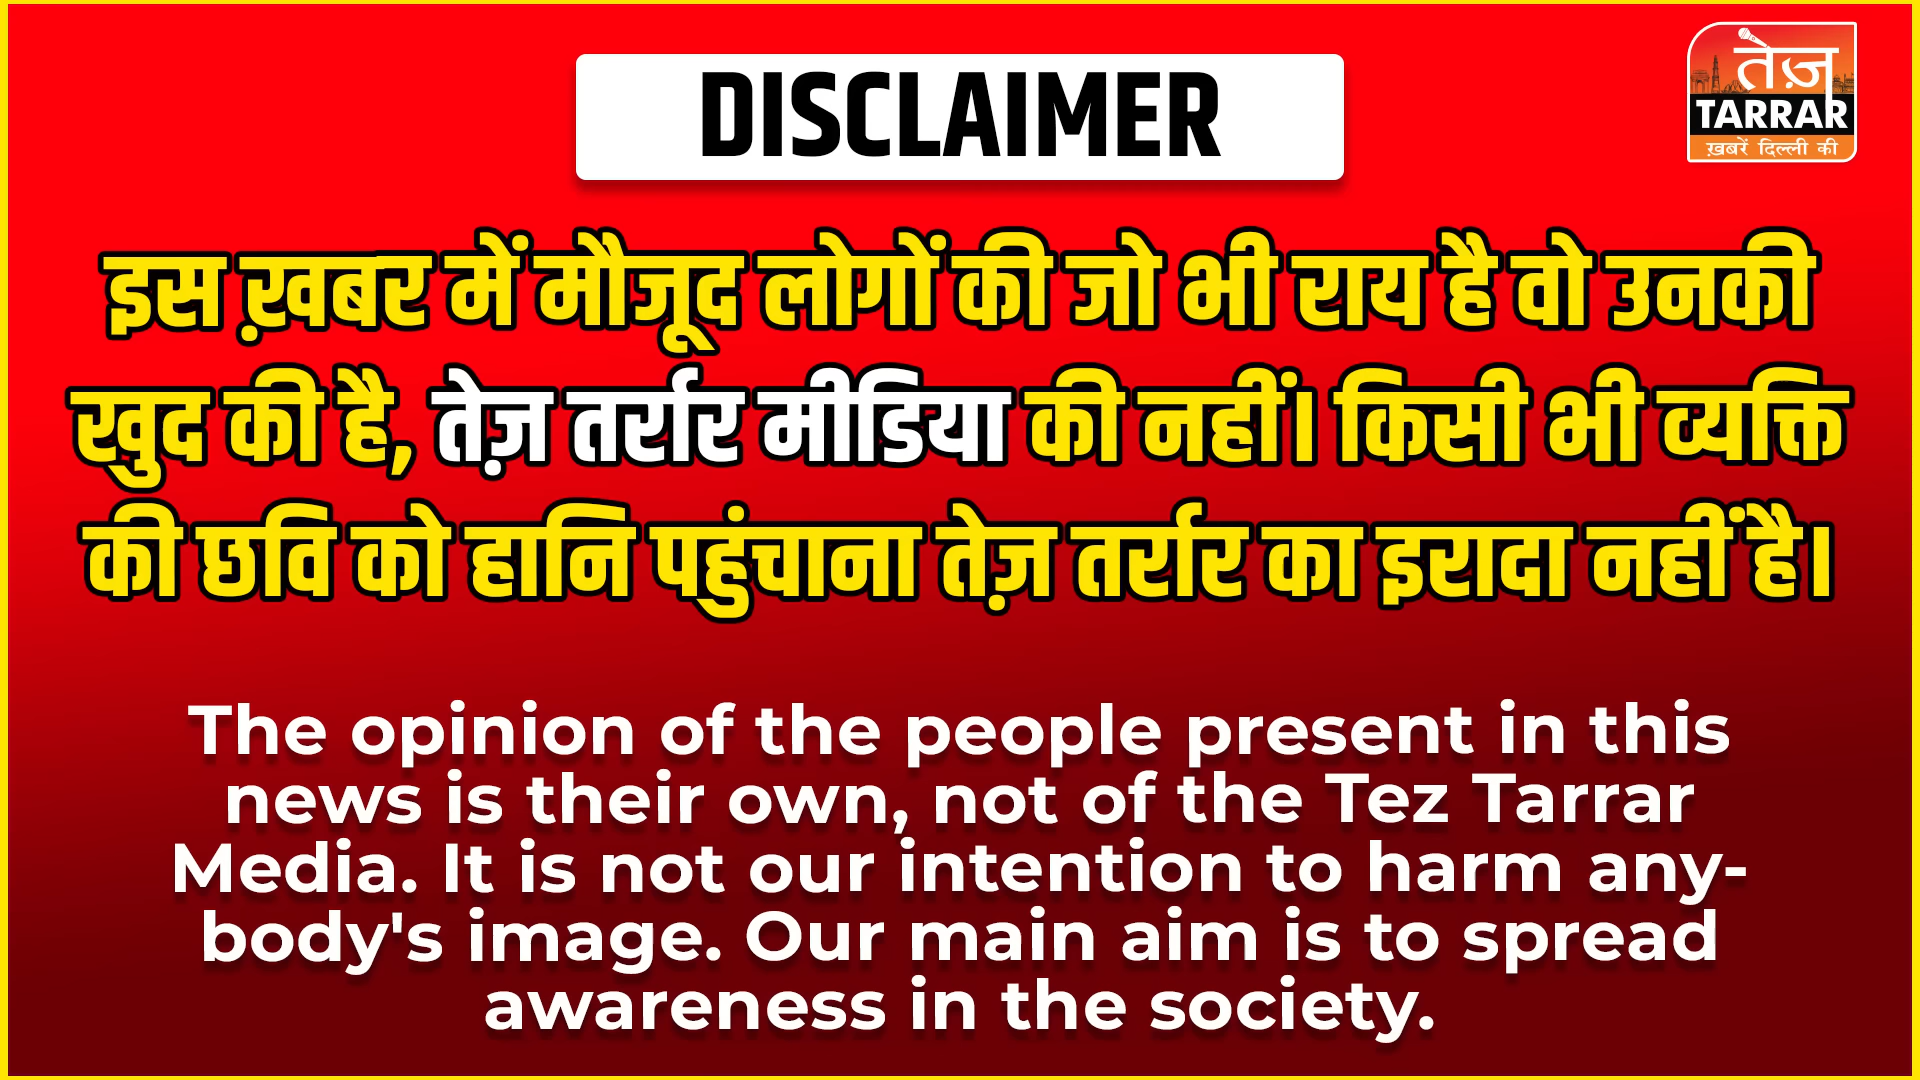 DISCLAIMER
तेज़
TARRAR
ख़बरें दिल्ली की
इस ख़बर में मौजूद लोगों की जो भी राय है वो उनकी
खुद की है, तेज़ तर्रार मीडिया की नहीं। किसी भी व्यक्ति
की छवि को हानि पहुंचाना तेज़ तर्रार का इरादा नहीं है।
The opinion of the people present in this
news is their own, not of the Tez Tarrar
Media. It is not our intention to harm any-
body's image. Our main aim is to spread
awareness in the society.